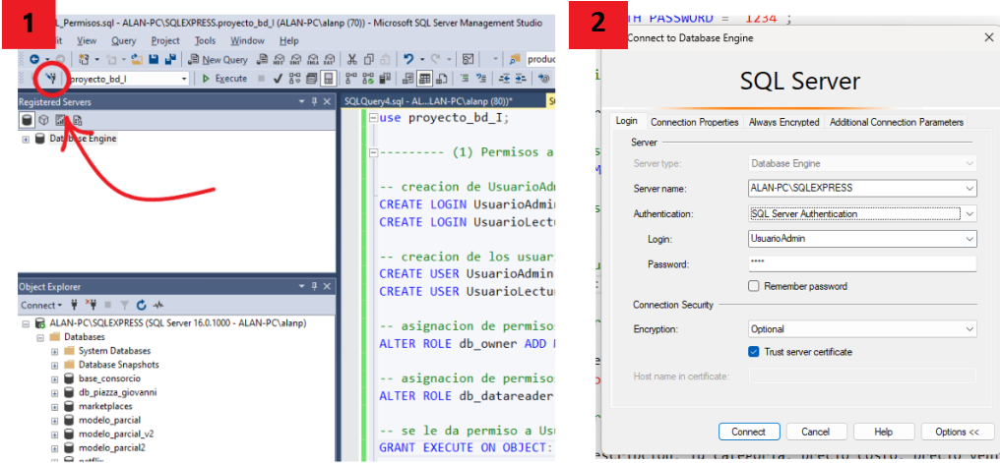 1
_Permisos.sql - ALAN-PC\SQLEXPRESS.proyecto_bd_I (ALAN-PC\alanp (70)) - Microsoft SQL Server Management Studio
View Query Project Tools Window Help
New Query
produc
proyecto_bd_I
Execute
Registered Servers
Database Engine
SQLQuery4.sql - AL...LAN-PC\alanp (80))*
use proyecto_bd_I;
--------- (1) Permisos a
-- creacion de UsuarioAdm
CREATE LOGIN UsuarioAdmi
CREATE LOGIN UsuarioLect
-- creacion de los usuar
CREATE USER UsuarioAdmin
CREATE USER UsuarioLectu
-- asignacion de permiso
ALTER ROLE db_owner ADD
-- asignacion de permiso
ALTER ROLE db_datareader
-- se le da permiso a Us
GRANT EXECUTE ON OBJECT:
Object Explorer
Connect
ALAN-PC\SQLEXPRESS (SQL Server 16.0.1000 - ALAN-PC\alanp)
Databases
System Databases
Database Snapshots
base_consorcio
db_piazza_giovanni
marketplaces
modelo_parcial
modelo_parcial_v2
modelo_parcial2
netflix
2
TH PASSWORD = '1234';
Connect to Database Engine
SQL Server
Login Connection Properties Always Encrypted Additional Connection Parameters
Server
Server type: Database Engine
Server name: ALAN-PC\SQLEXPRESS
Authentication: SQL Server Authentication
Login: UsuarioAdmin
Password: ****
Remember password
Connection Security
Encryption: Optional
Trust server certificate
Host name in certificate:
Connect Cancel Help Options <<